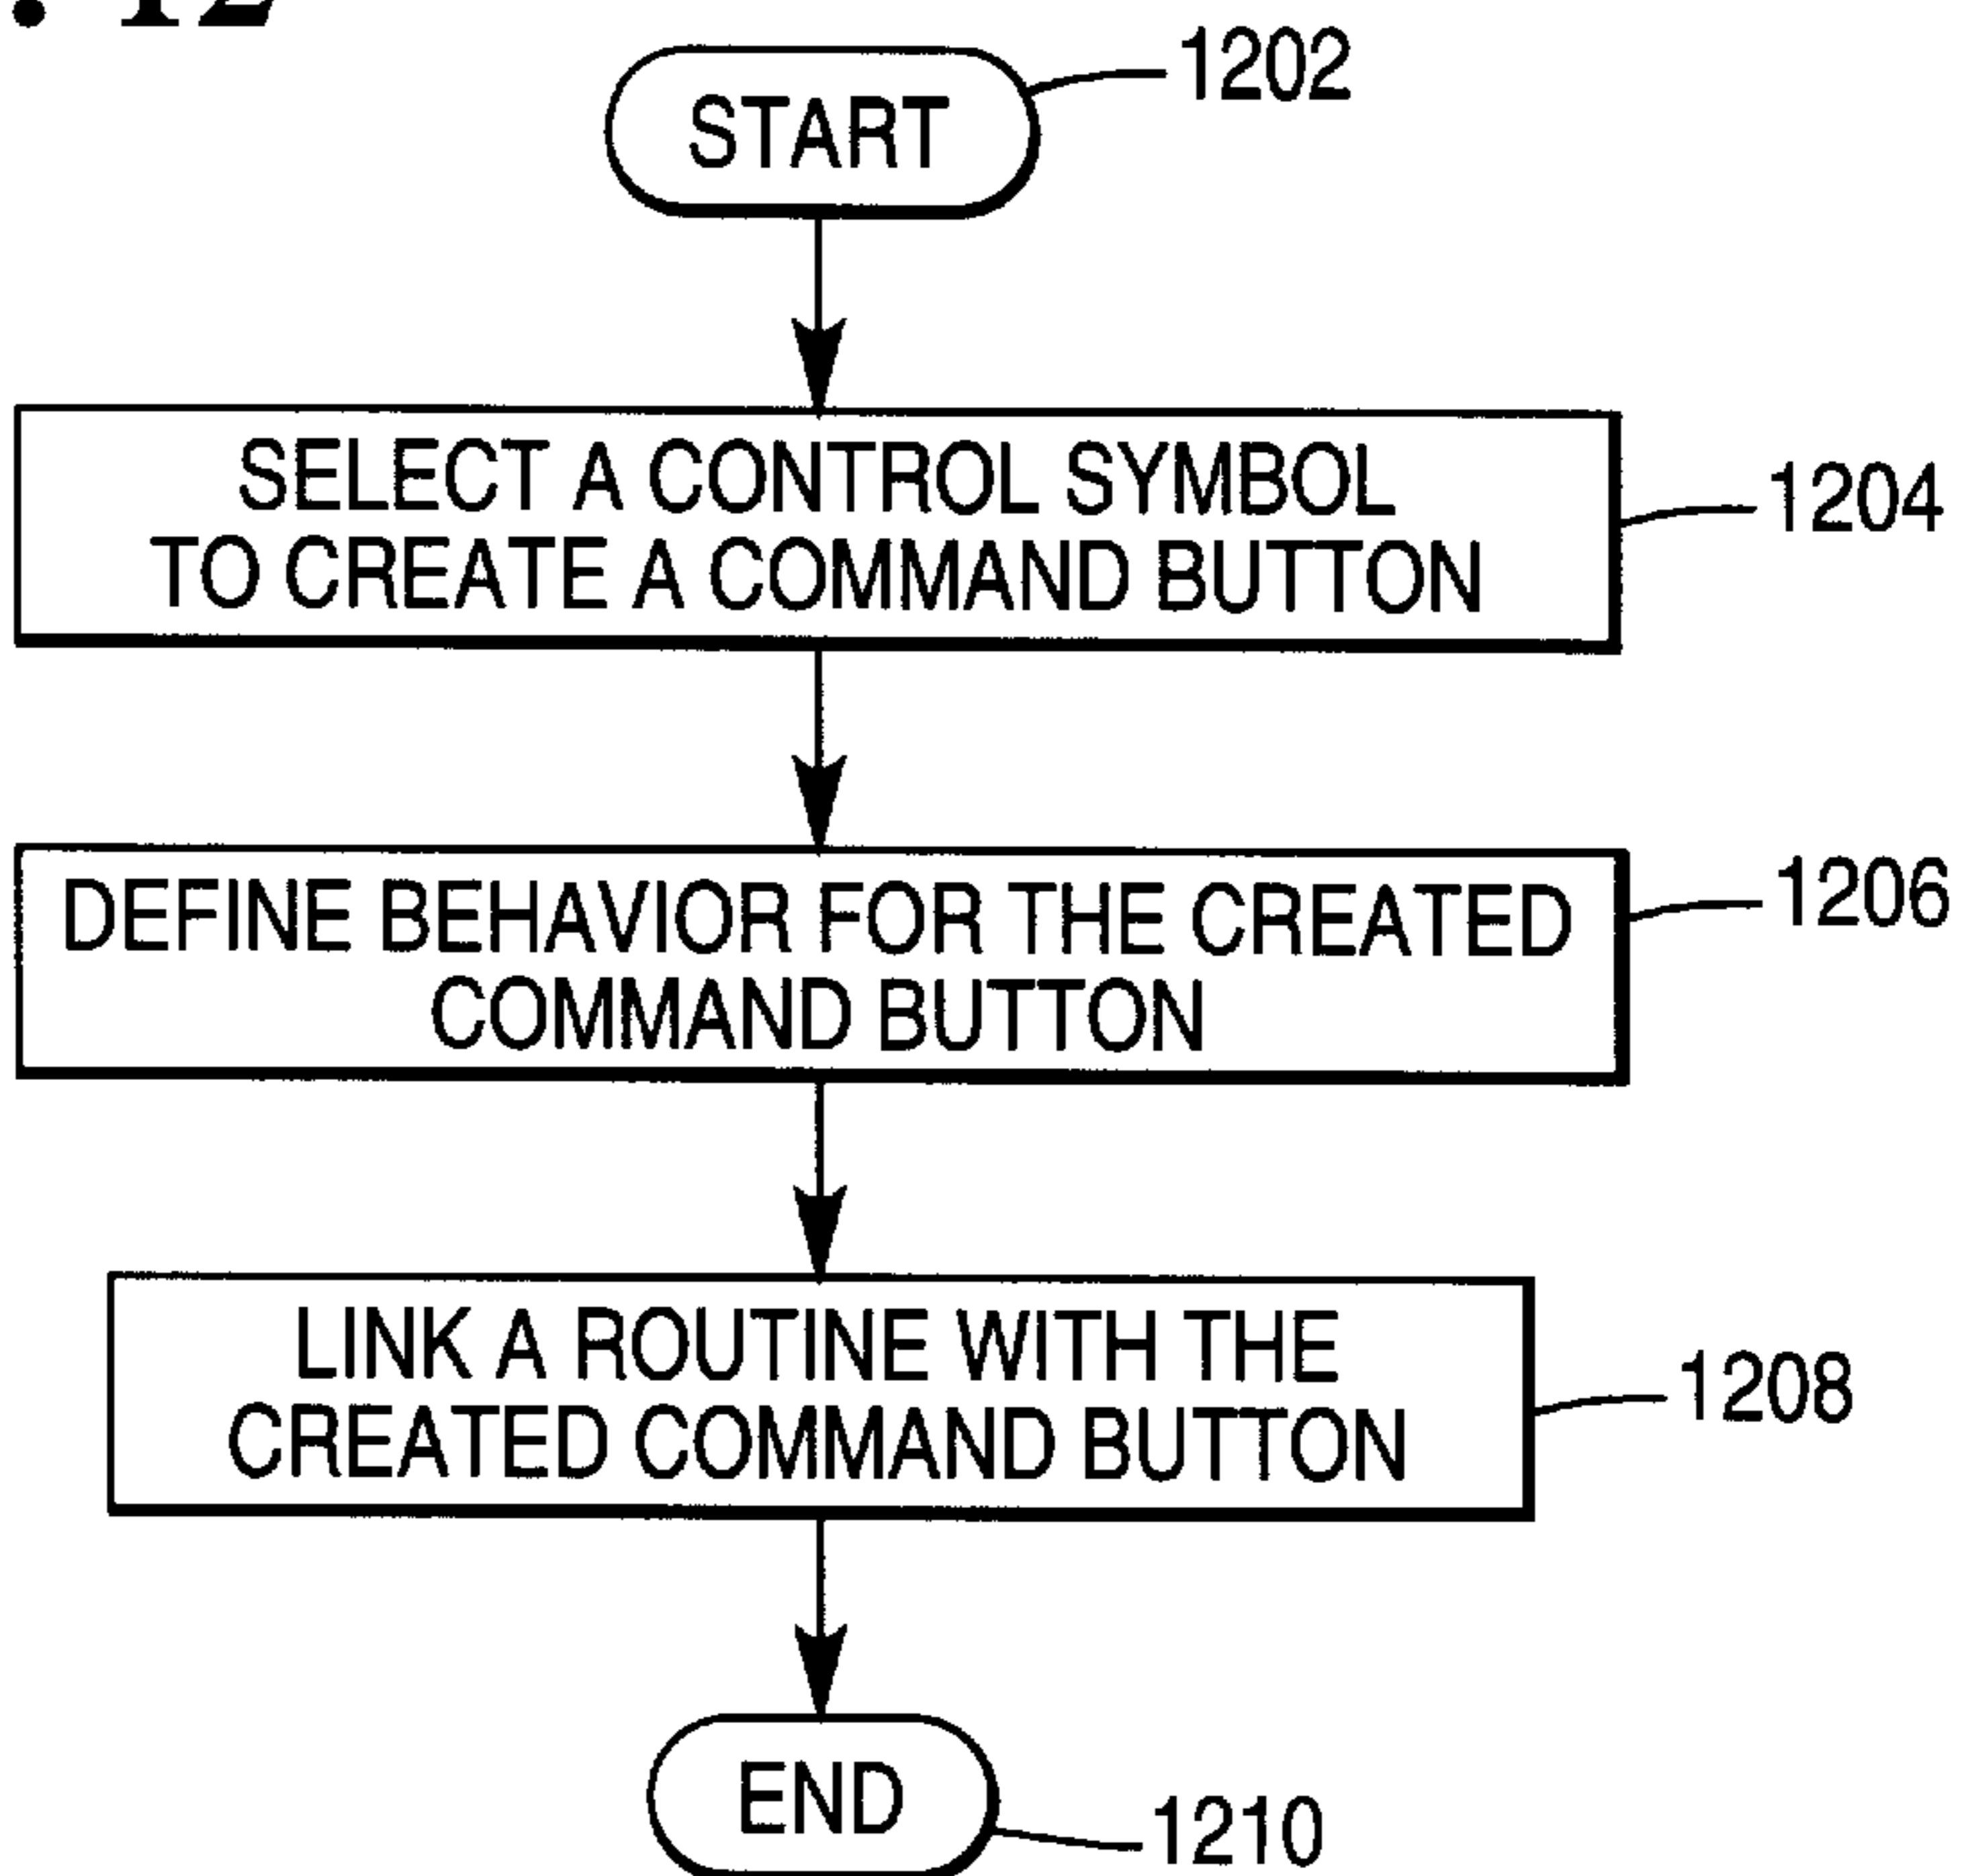 . 12
1202
START
SELECT A CONTROL SYMBOL
TO CREATE A COMMAND BUTTON
1204
DEFINE BEHAVIOR FOR THE CREATED
COMMAND BUTTON
1206
LINK A ROUTINE WITH THE
CREATED COMMAND BUTTON
1208
END
1210